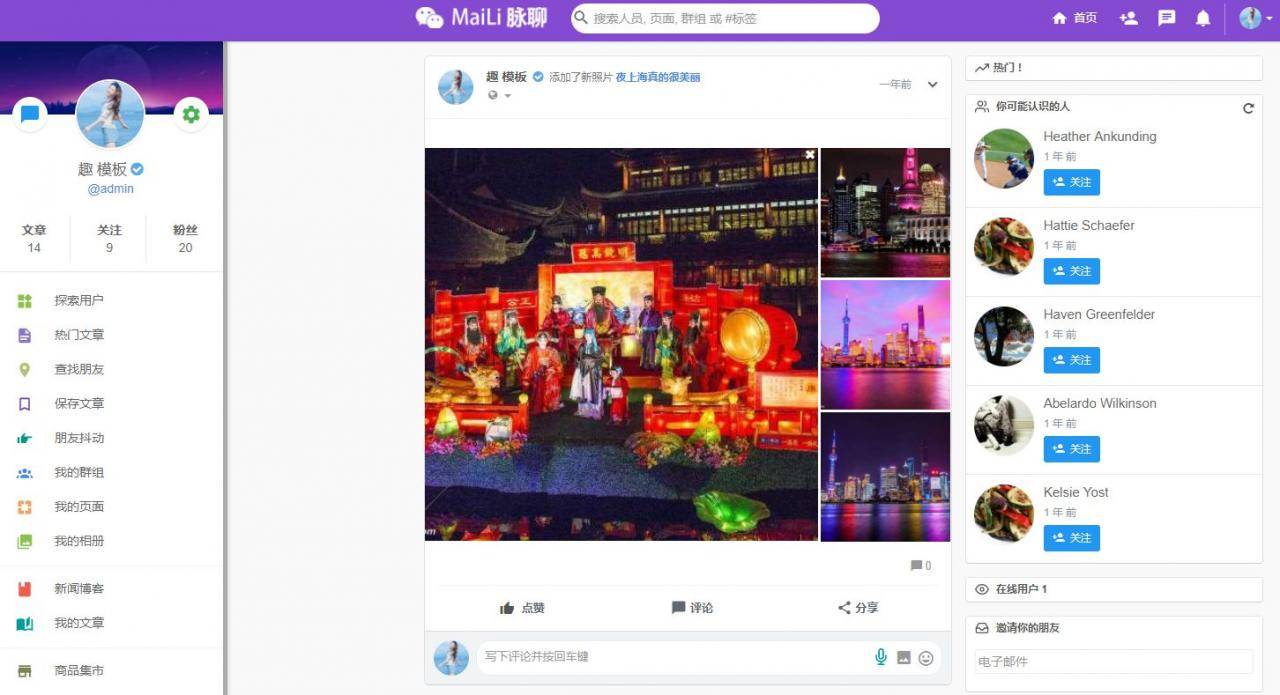 MaiLi 脉聊
搜索人员, 页面, 群组 或 #标签
首页
趣 模板
@admin
文章 关注 粉丝
14 9 20
探索用户
热门文章
查找朋友
保存文章
朋友抖动
我的群组
我的页面
我的相册
新闻博客
我的文章
商品集市
趣 模板 添加了新照片 夜上海真的很美丽
一年前
0
点赞 评论 分享
写下评论并按回车键
热门！
你可能认识的人
Heather Ankunding
1 年前
关注
Hattie Schaefer
1 年前
关注
Haven Greenfelder
1 年前
关注
Abelardo Wilkinson
1 年前
关注
Kelsie Yost
1 年前
关注
在线用户 1
邀请你的朋友
电子邮件